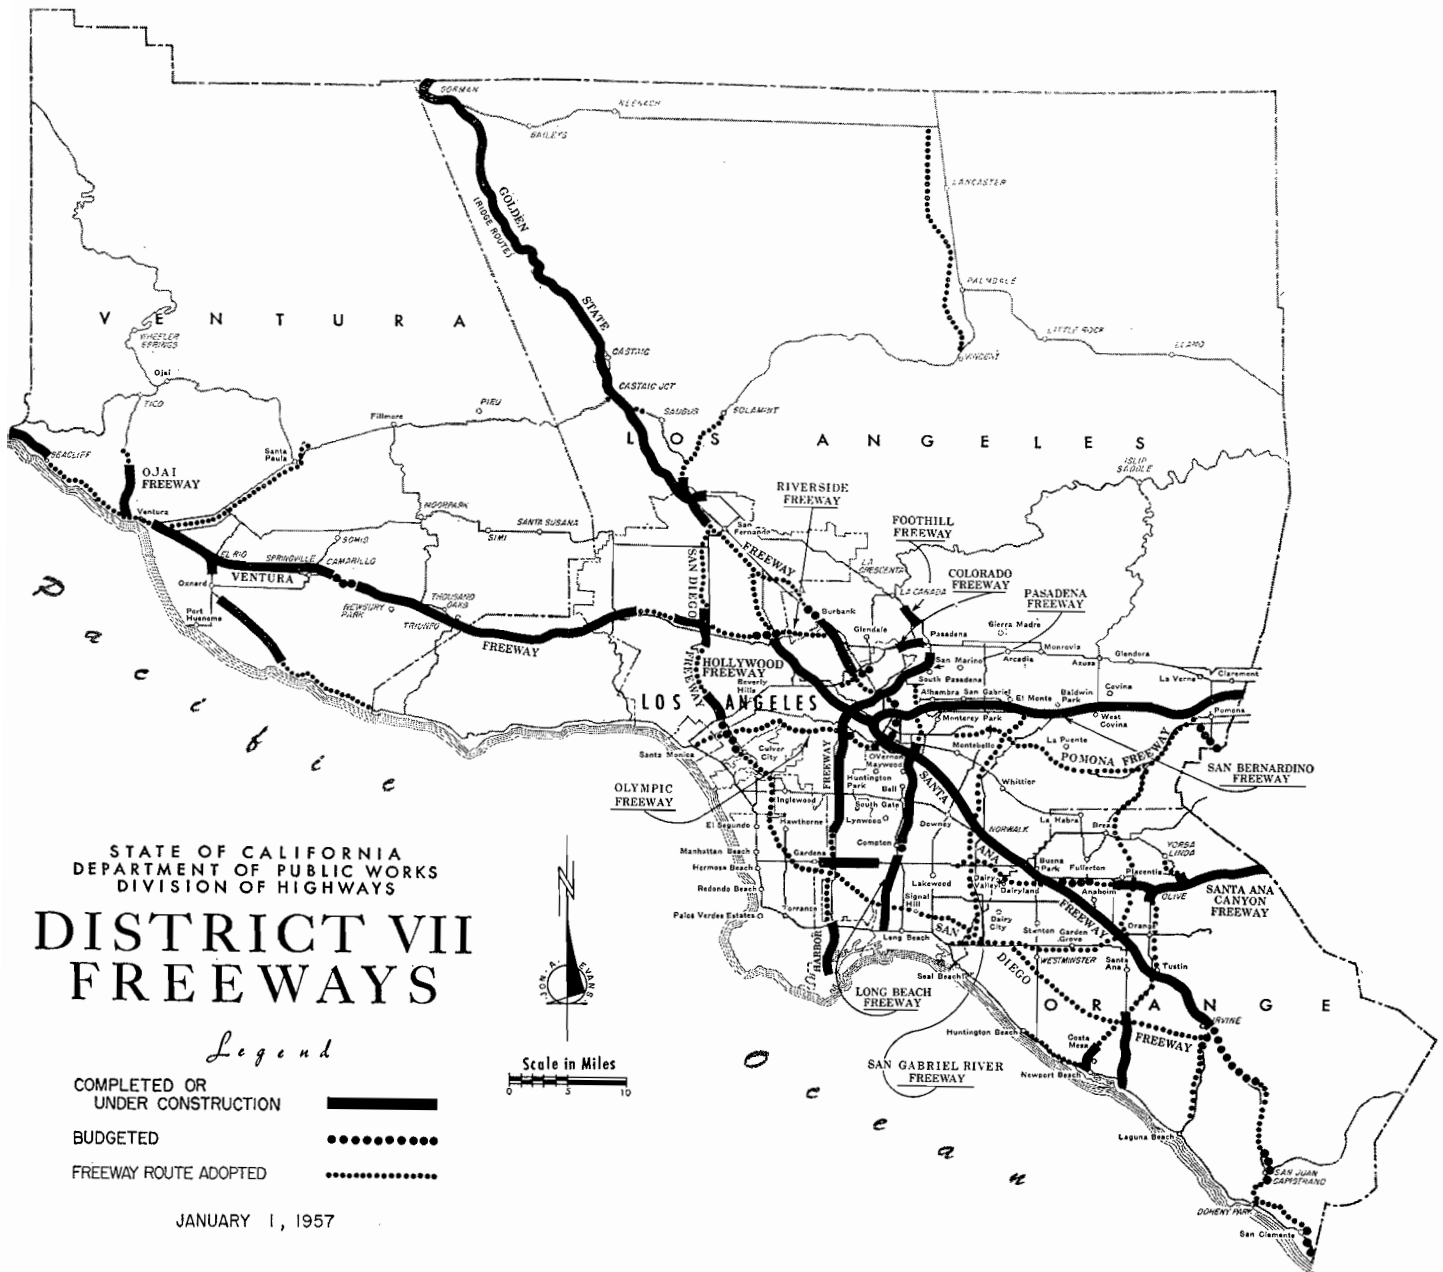 GORMAN
NEENACH
BAILEYS
LANCASTER
GOLDEN
(RIDGE ROUTE)
STATE
PALMDALE
LITTLE ROCK
LLANO
VINCENT
VENTURA
WHEELER
SPRINGS
Ojai
TICO
CASTAIC
CASTAIC JCT
PIRU
Fillmore
SAUGUS
SOLAMINT
LOS ANGELES
ISLIP
SADDLE
SEACLIFF
OJAI
FREEWAY
Santa
Paula
RIVERSIDE
FREEWAY
FOOTHILL
FREEWAY
Ventura
MOORPARK
SANTA SUSANA
SIMI
SOMIS
San
Fernando
FREEWAY
LA
CRESCENTA
COLORADO
FREEWAY
EL RIO
SPRINGVILLE
CAMARILLO
VENTURA
SAN DIEGO
LA CANADA
PASADENA
FREEWAY
Oxnard
Port
Hueneme
NEWBURY
PARK
THOUSAND
OAKS
TRIUNFO
FREEWAY
Burbank
Glendale
Pasadena
Sierra Madre
Monrovia
Arcadia
Azusa
Glendora
San Marino
South Pasadena
La Verne
Claremont
HOLLYWOOD
FREEWAY
FREEWAY
Beverly
Hills
LOS ANGELES
Alhambra
San Gabriel
El Monte
Baldwin
Park
Covina
West
Covina
Pomona
Monterey Park
Santa Monica
Culver
City
Vernon
Maywood
Montebello
La Puente
POMONA FREEWAY
SAN BERNARDINO
FREEWAY
OLYMPIC
FREEWAY
FREEWAY
Huntington
Park
Bell
SANTA
Whittier
Inglewood
South Gate
El Segundo
Hawthorne
Lynwood
Downey
NORWALK
La Habra
Brea
Manhattan Beach
Hermosa Beach
Gardena
Compton
ANA
Buena
Park
Fullerton
YORBA
LINDA
Placentia
Redondo Beach
Lakewood
Dairy
Valley
Dairyland
Anaheim
OLIVE
SANTA ANA
CANYON
FREEWAY
Torrance
Signal
Hill
Palos Verdes Estates
Dairy
City
FREEWAY
Stanton
Garden
Grove
Orange
HARBOR
Long Beach
SAN
WESTMINSTER
Santa
Ana
Tustin
Seal Beach
DIEGO
LONG BEACH
FREEWAY
ORANGE
IRVINE
Huntington Beach
Costa
Mesa
FREEWAY
SAN GABRIEL RIVER
FREEWAY
Newport Beach
Laguna Beach
SAN JUAN
CAPISTRANO
DOHENY PARK
San Clemente
Pacific
Ocean
STATE OF CALIFORNIA
DEPARTMENT OF PUBLIC WORKS
DIVISION OF HIGHWAYS
DISTRICT VII
FREEWAYS
JON. A. EVANS
N
Legend
Scale in Miles
0 5 10
COMPLETED OR
UNDER CONSTRUCTION
BUDGETED
FREEWAY ROUTE ADOPTED
JANUARY 1, 1957